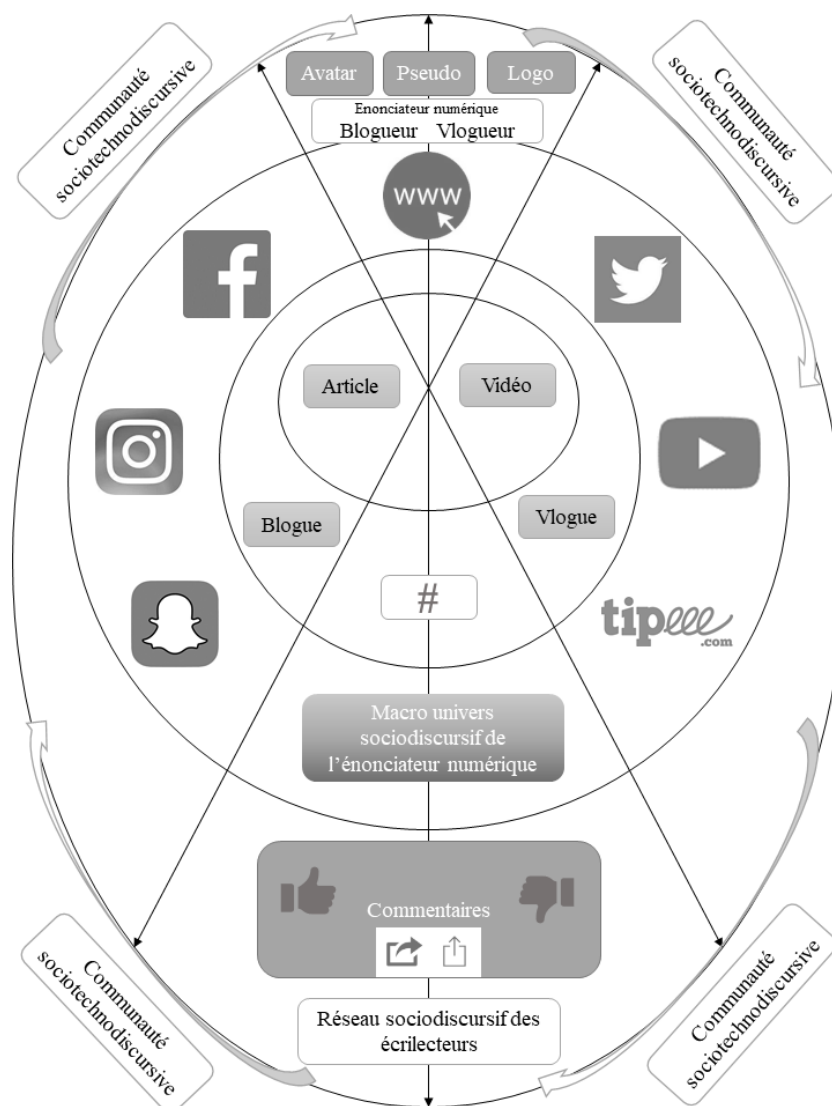 Communauté
sociotechnodiscursive
Communauté
sociotechnodiscursive
Avatar
Pseudo
Logo
Enonciateur numérique
Blogueur Vlogueur
www
f
Article
Vidéo
Blogue
Vlogue
#
tipeee
.com
Macro univers
sociodiscursif de
l’énonciateur numérique
Commentaires
Réseau sociodiscursif des
écrilecteurs
Communauté
sociotechnodiscursive
Communauté
sociotechnodiscursive